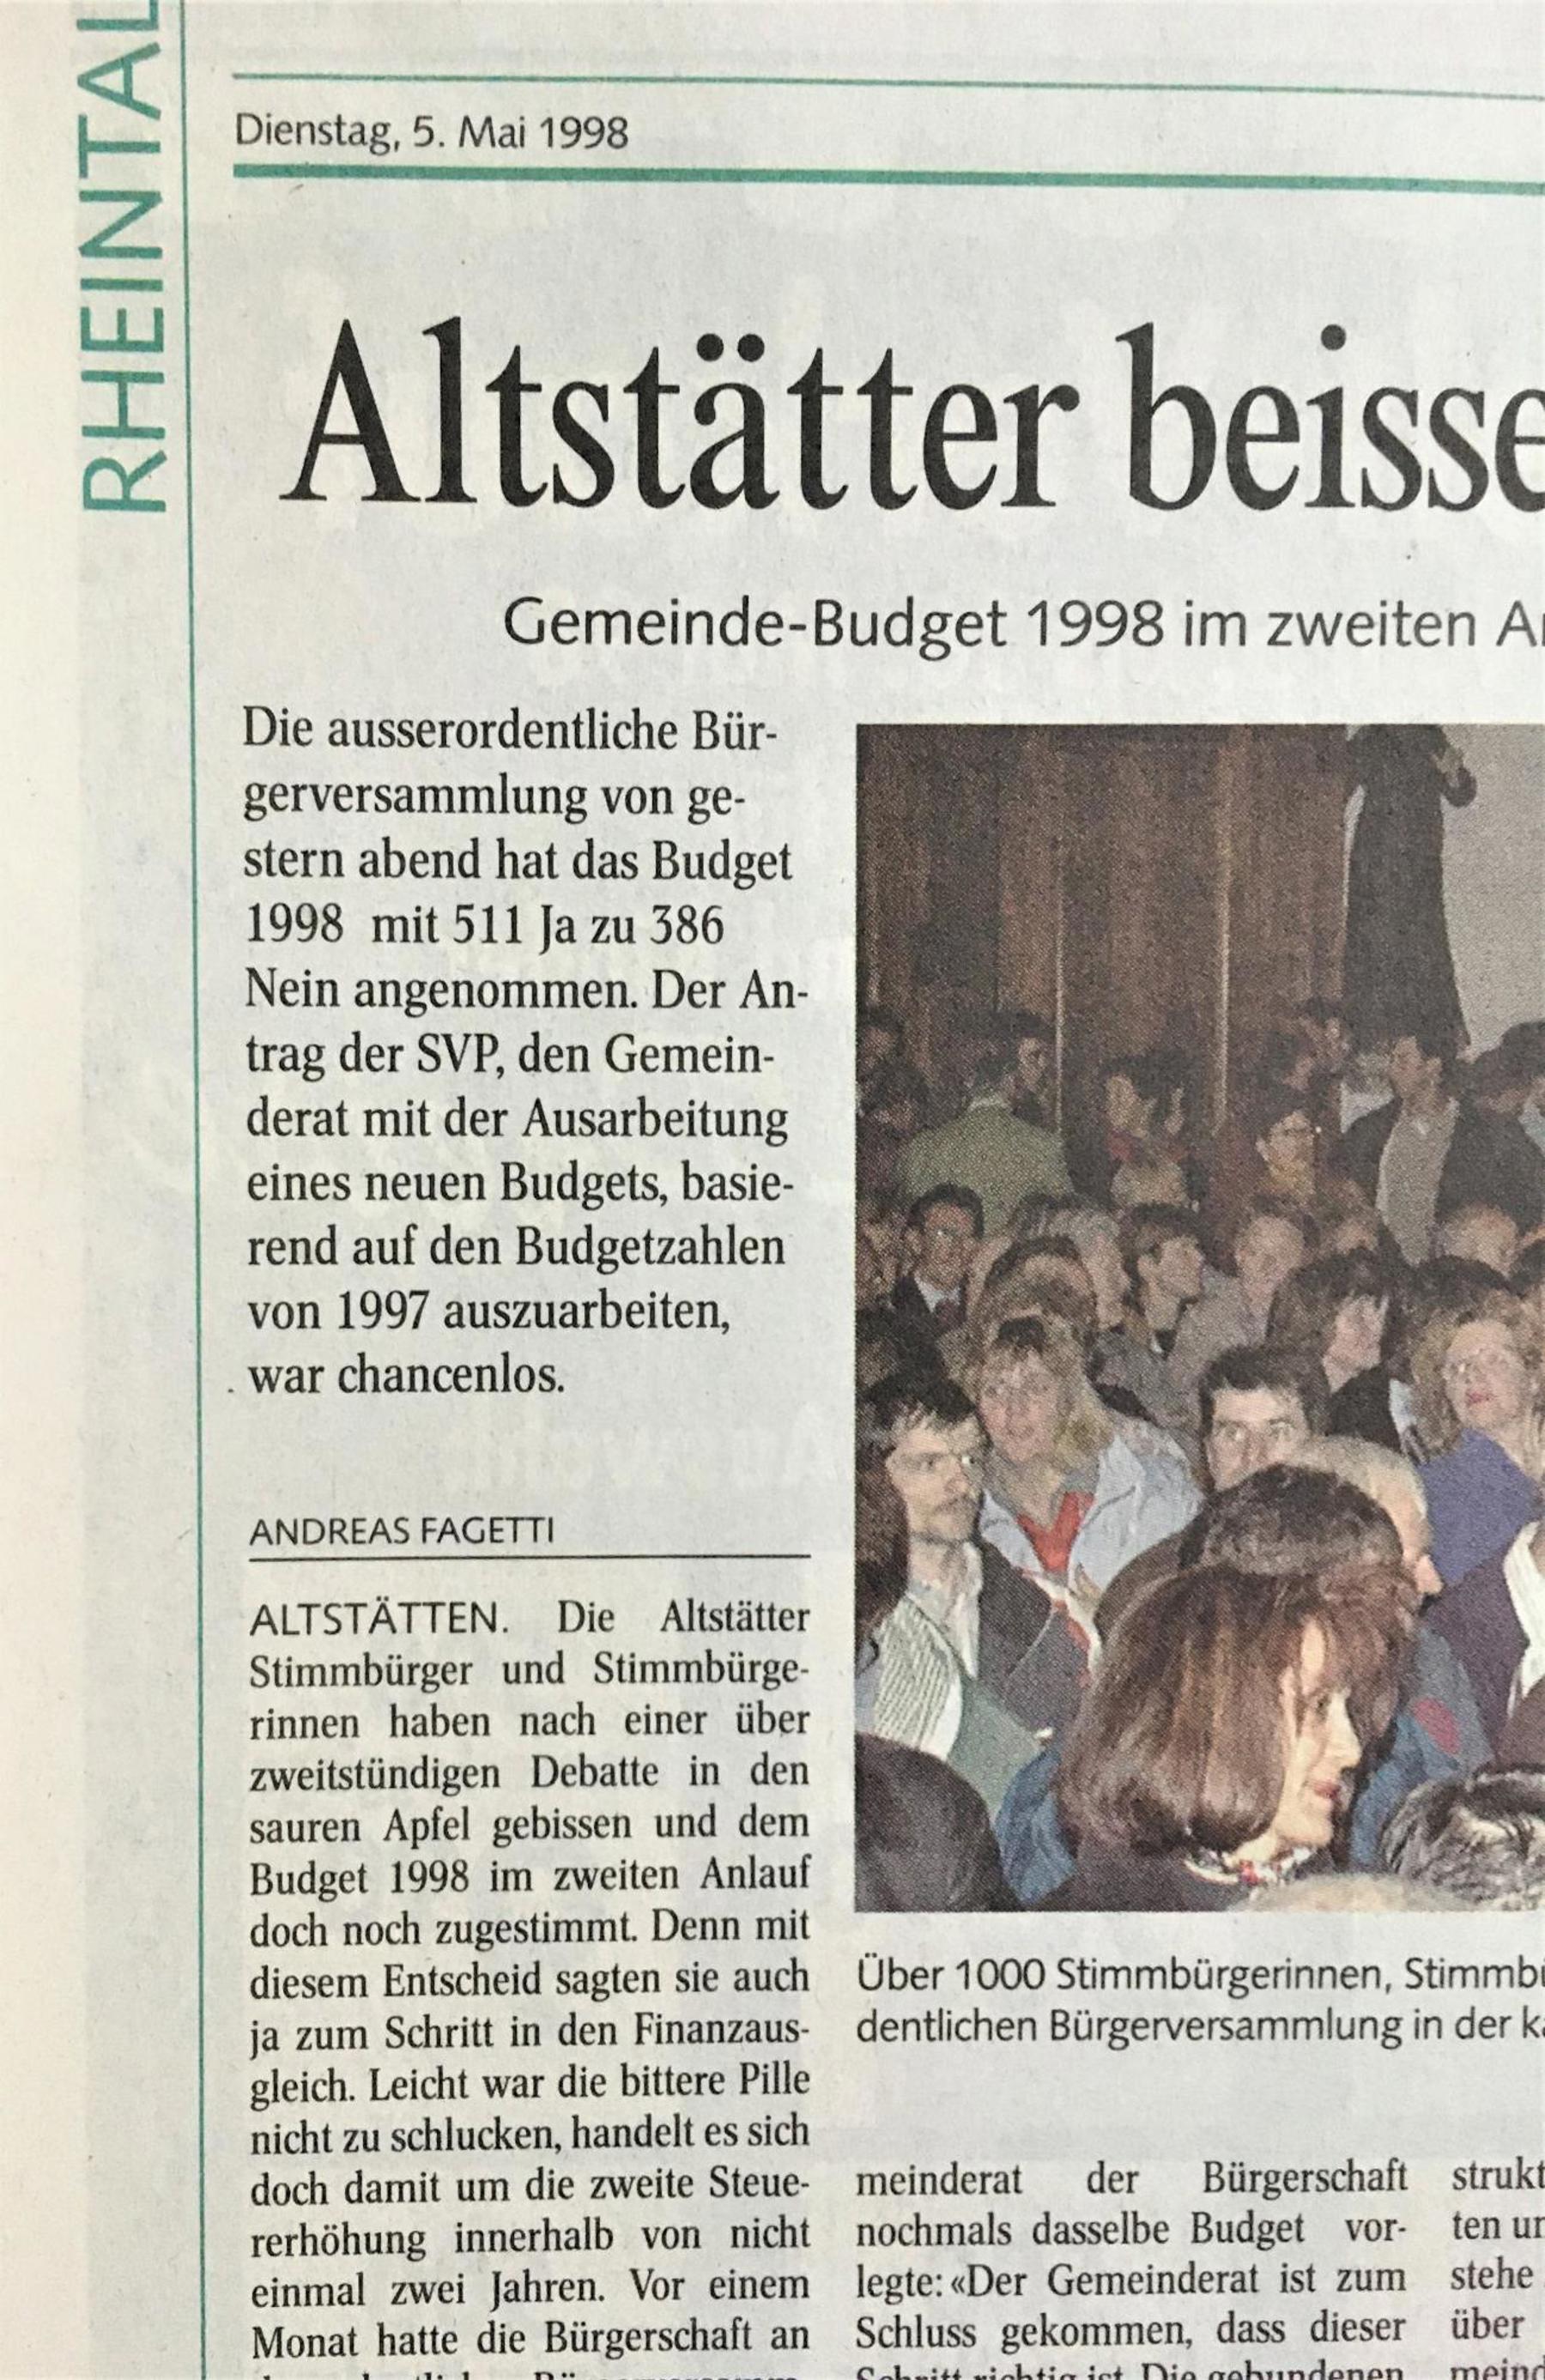 RHEINTAL
Dienstag, 5. Mai 1998
Altstätter beisse
Gemeinde-Budget 1998 im zweiten
Die ausserordentliche Bür-
gerversammlung von ge-
stern abend hat das Budget
1998 mit 511 Ja zu 386
Nein angenommen. Der An-
trag der SVP, den Gemein-
derat mit der Ausarbeitung
eines neuen Budgets, basie-
rend auf den Budgetzahlen
von 1997 auszuarbeiten,
war chancenlos.
ANDREAS FAGETTI
ALTSTÄTTEN. Die Altstätter
Stimmbürger und Stimmbürge-
rinnen haben nach einer über
zweitstündigen Debatte in den
sauren Apfel gebissen und dem
Budget 1998 im zweiten Anlauf
doch noch zugestimmt. Denn mit
diesem Entscheid sagten sie auch
ja zum Schritt in den Finanzaus-
gleich. Leicht war die bittere Pille
nicht zu schlucken, handelt es sich
doch damit um die zweite Steue-
rerhöhung innerhalb von nicht
einmal zwei Jahren. Vor einem
Monat hatte die Bürgerschaft an
Über 1000 Stimmbürgerinnen, Stimmb
dentlichen Bürgerversammlung in der
meinderat der Bürgerschaft
nochmals dasselbe Budget vor-
legte: «Der Gemeinderat ist zum
Schluss gekommen, dass dieser
Schritt richtig ist. Die gebundenen
strukt
ten
stehe
über